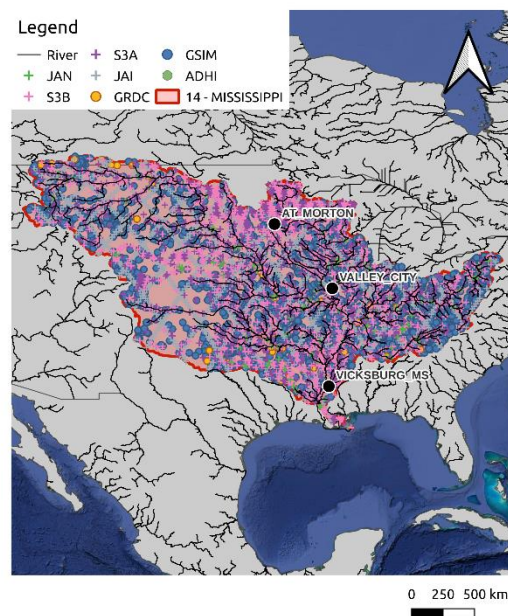 Legend
River S3A GSIM
JAN JAI ADHI
S3B GRDC 14 - MISSISSIPPI
AT_MORTON
VALLEY_CITY
VICKSBURG_MS
0 250 500 km